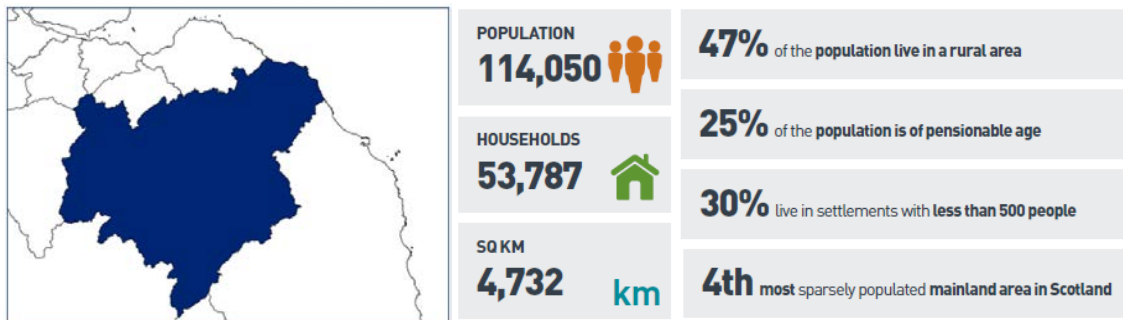 POPULATION
114,050
HOUSEHOLDS
53,787
SQ KM
4,732
km
47% of the population live in a rural area
25% of the population is of pensionable age
30% live in settlements with less than 500 people
4th most sparsely populated mainland area in Scotland